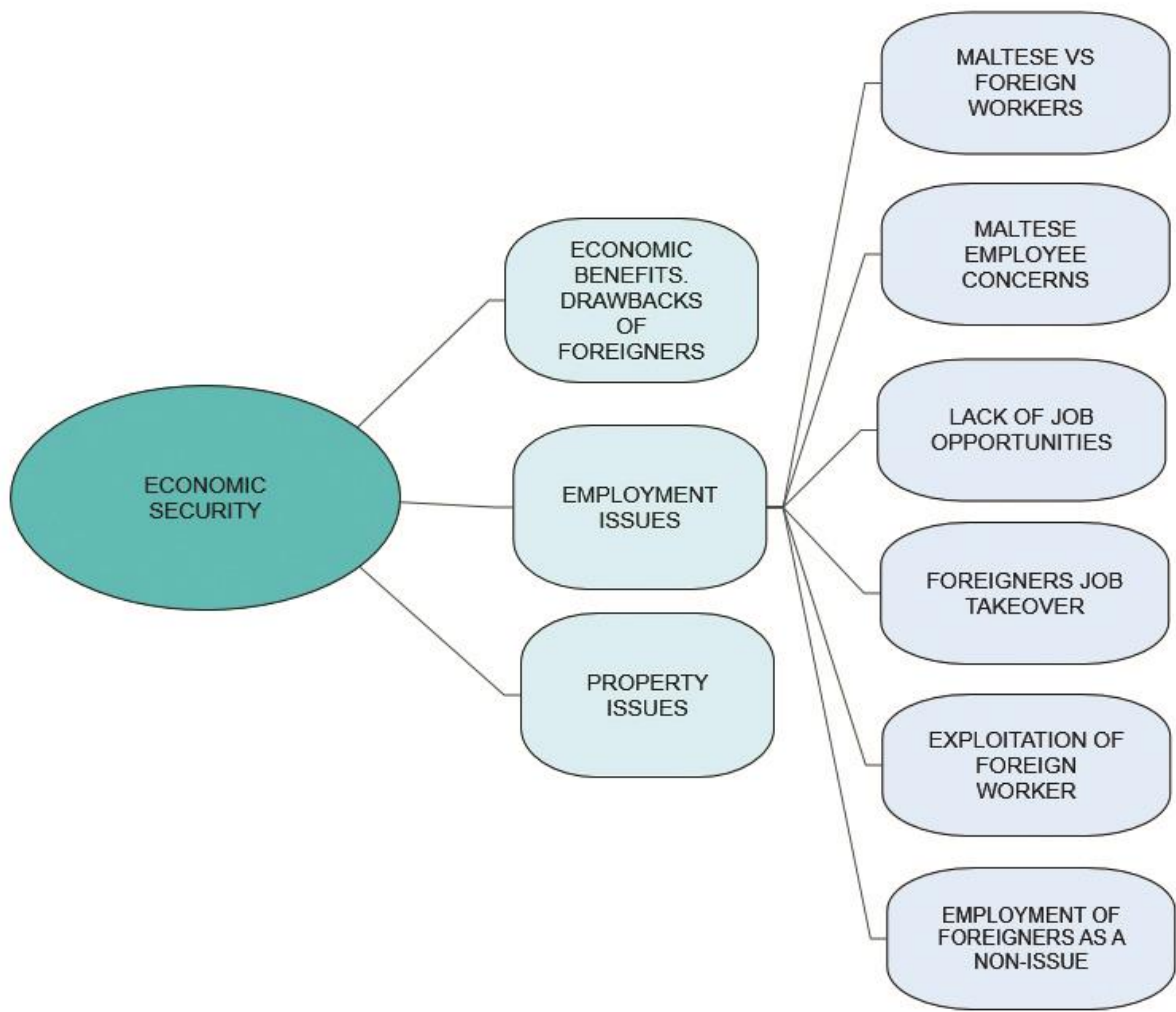 ECONOMIC
SECURITY
ECONOMIC
BENEFITS.
DRAWBACKS
OF
FOREIGNERS
EMPLOYMENT
ISSUES
PROPERTY
ISSUES
MALTESE VS
FOREIGN
WORKERS
MALTESE
EMPLOYEE
CONCERNS
LACK OF JOB
OPPORTUNITIES
FOREIGNERS JOB
TAKEOVER
EXPLOITATION OF
FOREIGN
WORKER
EMPLOYMENT OF
FOREIGNERS AS A
NON-ISSUE